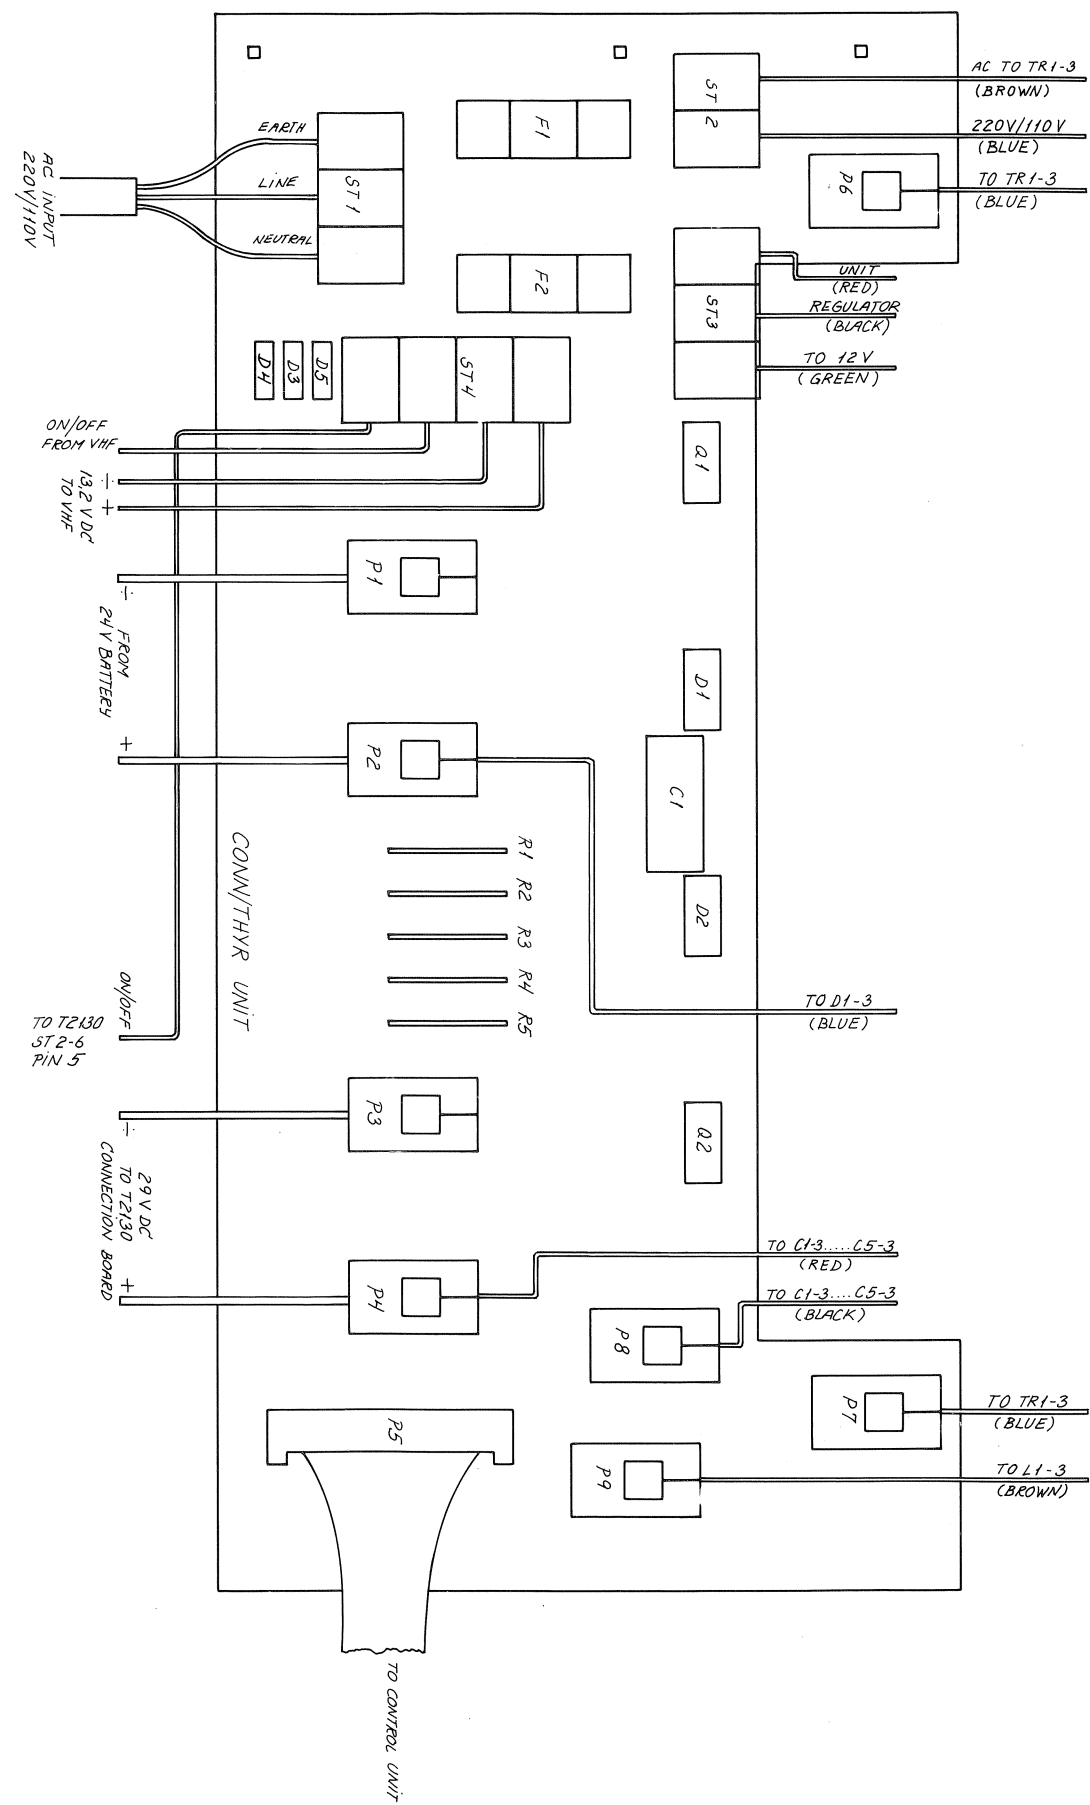 AC TO TR1-3
(BROWN)
220V/110V
(BLUE)
TO TR1-3
(BLUE)
ST 2
P6
F1
EARTH
LINE
NEUTRAL
ST1
AC INPUT
220V/110V
F2
UNIT
(RED)
REGULATOR
(BLACK)
TO 12V
(GREEN)
ST3
D4
D3
D5
ST4
ON/OFF
FROM VHF
÷
+
13,2 V DC
TO VHF
Q1
P1
÷
FROM
24 V BATTERY
+
D1
P2
C1
R1
R2
R3
R4
R5
D2
CONN/THYR UNIT
ON/OFF
TO T2130
ST 2-6
PIN 5
TO D1-3
(BLUE)
P3
÷
29 V DC
TO T2130
CONNECTION BOARD
+
Q2
TO C1-3.....C5-3
(RED)
TO C1-3....C5-3
(BLACK)
P4
P8
P7
TO TR1-3
(BLUE)
P5
P9
TO L1-3
(BROWN)
TO CONTROL UNIT